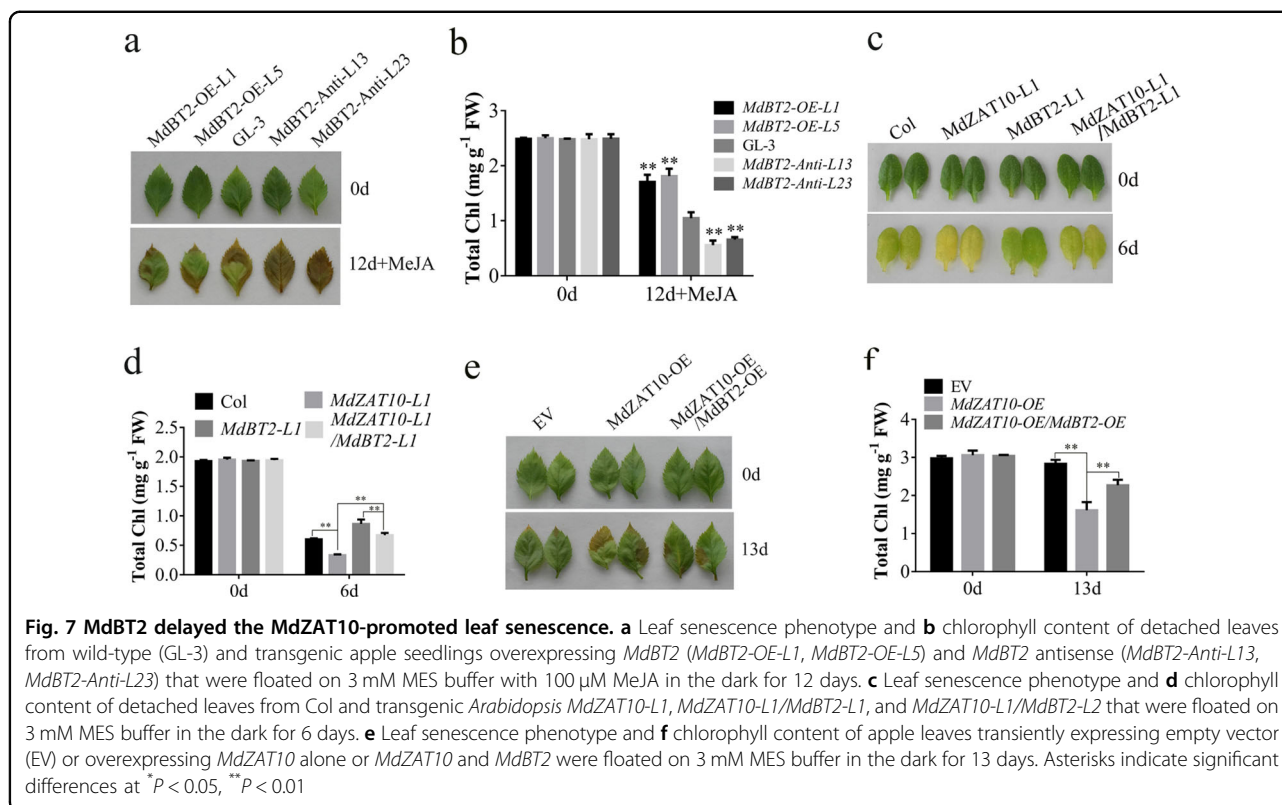 a
MdBT2-OE-L1
MdBT2-OE-L5
GL-3
MdBT2-Anti-L13
MdBT2-Anti-L23
0d
12d+MeJA
b
Total Chl (mg g⁻¹ FW)
3
2
1
0
** **
** **
0d
12d+MeJA
MdBT2-OE-L1
MdBT2-OE-L5
GL-3
MdBT2-Anti-L13
MdBT2-Anti-L23
c
Col
MdZAT10-L1
MdBT2-L1
MdZAT10-L1
/MdBT2-L1
0d
6d
d
Col
MdZAT10-L1
MdBT2-L1
MdZAT10-L1
/MdBT2-L1
Total Chl (mg g⁻¹ FW)
2.5
2.0
1.5
1.0
0.5
0.0
**
**
**
0d
6d
e
EV
MdZAT10-OE
MdZAT10-OE
/MdBT2-OE
0d
13d
f
EV
MdZAT10-OE
MdZAT10-OE/MdBT2-OE
Total Chl (mg g⁻¹ FW)
4
3
2
1
0
**
**
0d
13d
Fig. 7 MdBT2 delayed the MdZAT10-promoted leaf senescence. a Leaf senescence phenotype and b chlorophyll content of detached leaves
from wild-type (GL-3) and transgenic apple seedlings overexpressing MdBT2 (MdBT2-OE-L1, MdBT2-OE-L5) and MdBT2 antisense (MdBT2-Anti-L13,
MdBT2-Anti-L23) that were floated on 3 mM MES buffer with 100 μM MeJA in the dark for 12 days. c Leaf senescence phenotype and d chlorophyll
content of detached leaves from Col and transgenic Arabidopsis MdZAT10-L1, MdZAT10-L1/MdBT2-L1, and MdZAT10-L1/MdBT2-L2 that were floated on
3 mM MES buffer in the dark for 6 days. e Leaf senescence phenotype and f chlorophyll content of apple leaves transiently expressing empty vector
(EV) or overexpressing MdZAT10 alone or MdZAT10 and MdBT2 were floated on 3 mM MES buffer in the dark for 13 days. Asterisks indicate significant
differences at *P < 0.05, **P < 0.01